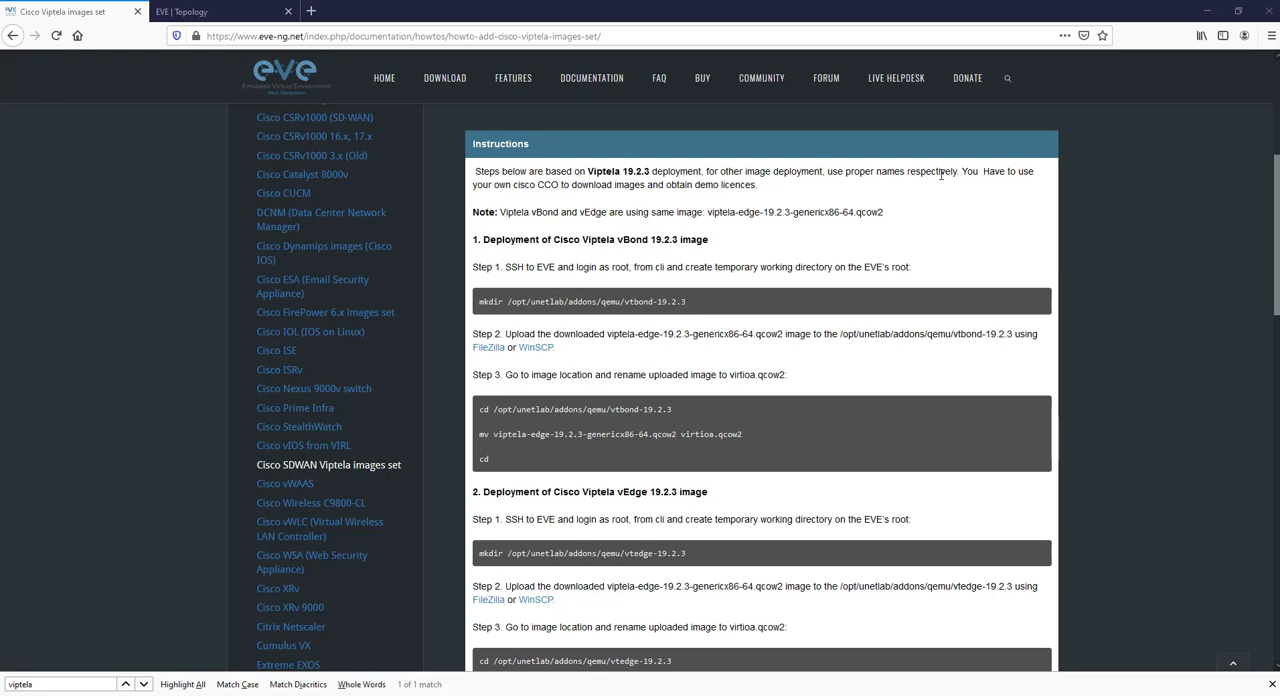 Cisco Viptela images set
EVE | Topology
https://www.eve-ng.net/index.php/documentation/howtos/howto-add-cisco-viptela-images-set/
eve
Emulated Virtual Environment
Next Generation
HOME
DOWNLOAD
FEATURES
DOCUMENTATION
FAQ
BUY
COMMUNITY
FORUM
LIVE HELPDESK
DONATE
Cisco CSRv1000 (SD-WAN)
Cisco CSRv1000 16.x, 17.x
Cisco CSRv1000 3.x (Old)
Cisco Catalyst 8000v
Cisco CUCM
DCNM (Data Center Network
Manager)
Cisco Dynamips images (Cisco
IOS)
Cisco ESA (Email Security
Appliance)
Cisco FirePower 6.x images set
Cisco IOL (IOS on Linux)
Cisco ISE
Cisco ISRv
Cisco Nexus 9000v switch
Cisco Prime Infra
Cisco StealthWatch
Cisco vIOS from VIRL
Cisco SDWAN Viptela images set
Cisco vWAAS
Cisco Wireless C9800-CL
Cisco vWLC (Virtual Wireless
LAN Controller)
Cisco WSA (Web Security
Appliance)
Cisco XRv
Cisco XRv 9000
Citrix Netscaler
Cumulus VX
Extreme EXOS
Instructions
Steps below are based on Viptela 19.2.3 deployment, for other image deployment, use proper names respectively. You Have to use
your own cisco CCO to download images and obtain demo licences.
Note: Viptela vBond and vEdge are using same image: viptela-edge-19.2.3-genericx86-64.qcow2
1. Deployment of Cisco Viptela vBond 19.2.3 image
Step 1. SSH to EVE and login as root, from cli and create temporary working directory on the EVE's root:
mkdir /opt/unetlab/addons/qemu/vtbond-19.2.3
Step 2. Upload the downloaded viptela-edge-19.2.3-genericx86-64.qcow2 image to the /opt/unetlab/addons/qemu/vtbond-19.2.3 using
FileZilla or WinSCP.
Step 3. Go to image location and rename uploaded image to virtioa.qcow2:
cd /opt/unetlab/addons/qemu/vtbond-19.2.3
mv viptela-edge-19.2.3-genericx86-64.qcow2 virtioa.qcow2
cd
2. Deployment of Cisco Viptela vEdge 19.2.3 image
Step 1. SSH to EVE and login as root, from cli and create temporary working directory on the EVE's root:
mkdir /opt/unetlab/addons/qemu/vtedge-19.2.3
Step 2. Upload the downloaded viptela-edge-19.2.3-genericx86-64.qcow2 image to the /opt/unetlab/addons/qemu/vtedge-19.2.3 using
FileZilla or WinSCP.
Step 3. Go to image location and rename uploaded image to virtioa.qcow2:
cd /opt/unetlab/addons/qemu/vtedge-19.2.3
viptela
Highlight All
Match Case
Match Diacritics
Whole Words
1 of 1 match